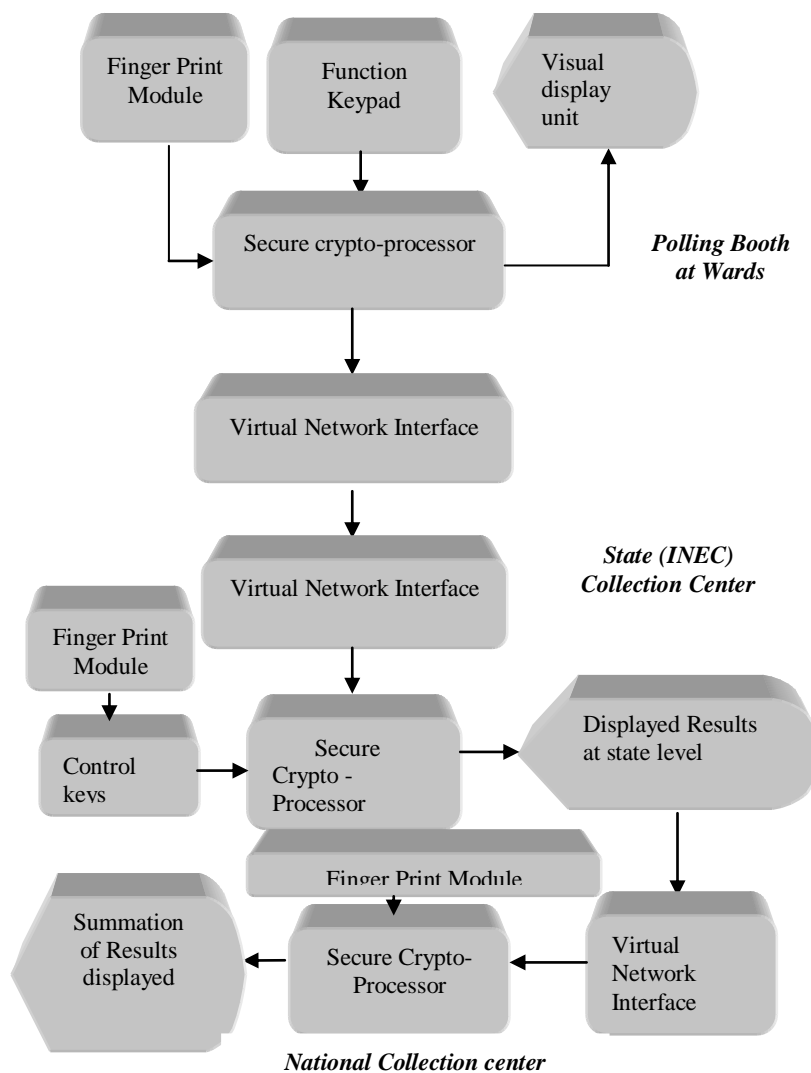 Finger Print
Module
Function
Keypad
Visual
display
unit
Secure crypto-processor
Polling Booth
at Wards
Virtual Network Interface
Virtual Network Interface
State (INEC)
Collection Center
Finger Print
Module
Control
keys
Secure
Crypto -
Processor
Displayed Results
at state level
Finger Print Module
Summation
of Results
displayed
Secure Crypto-
Processor
Virtual
Network
Interface
National Collection center